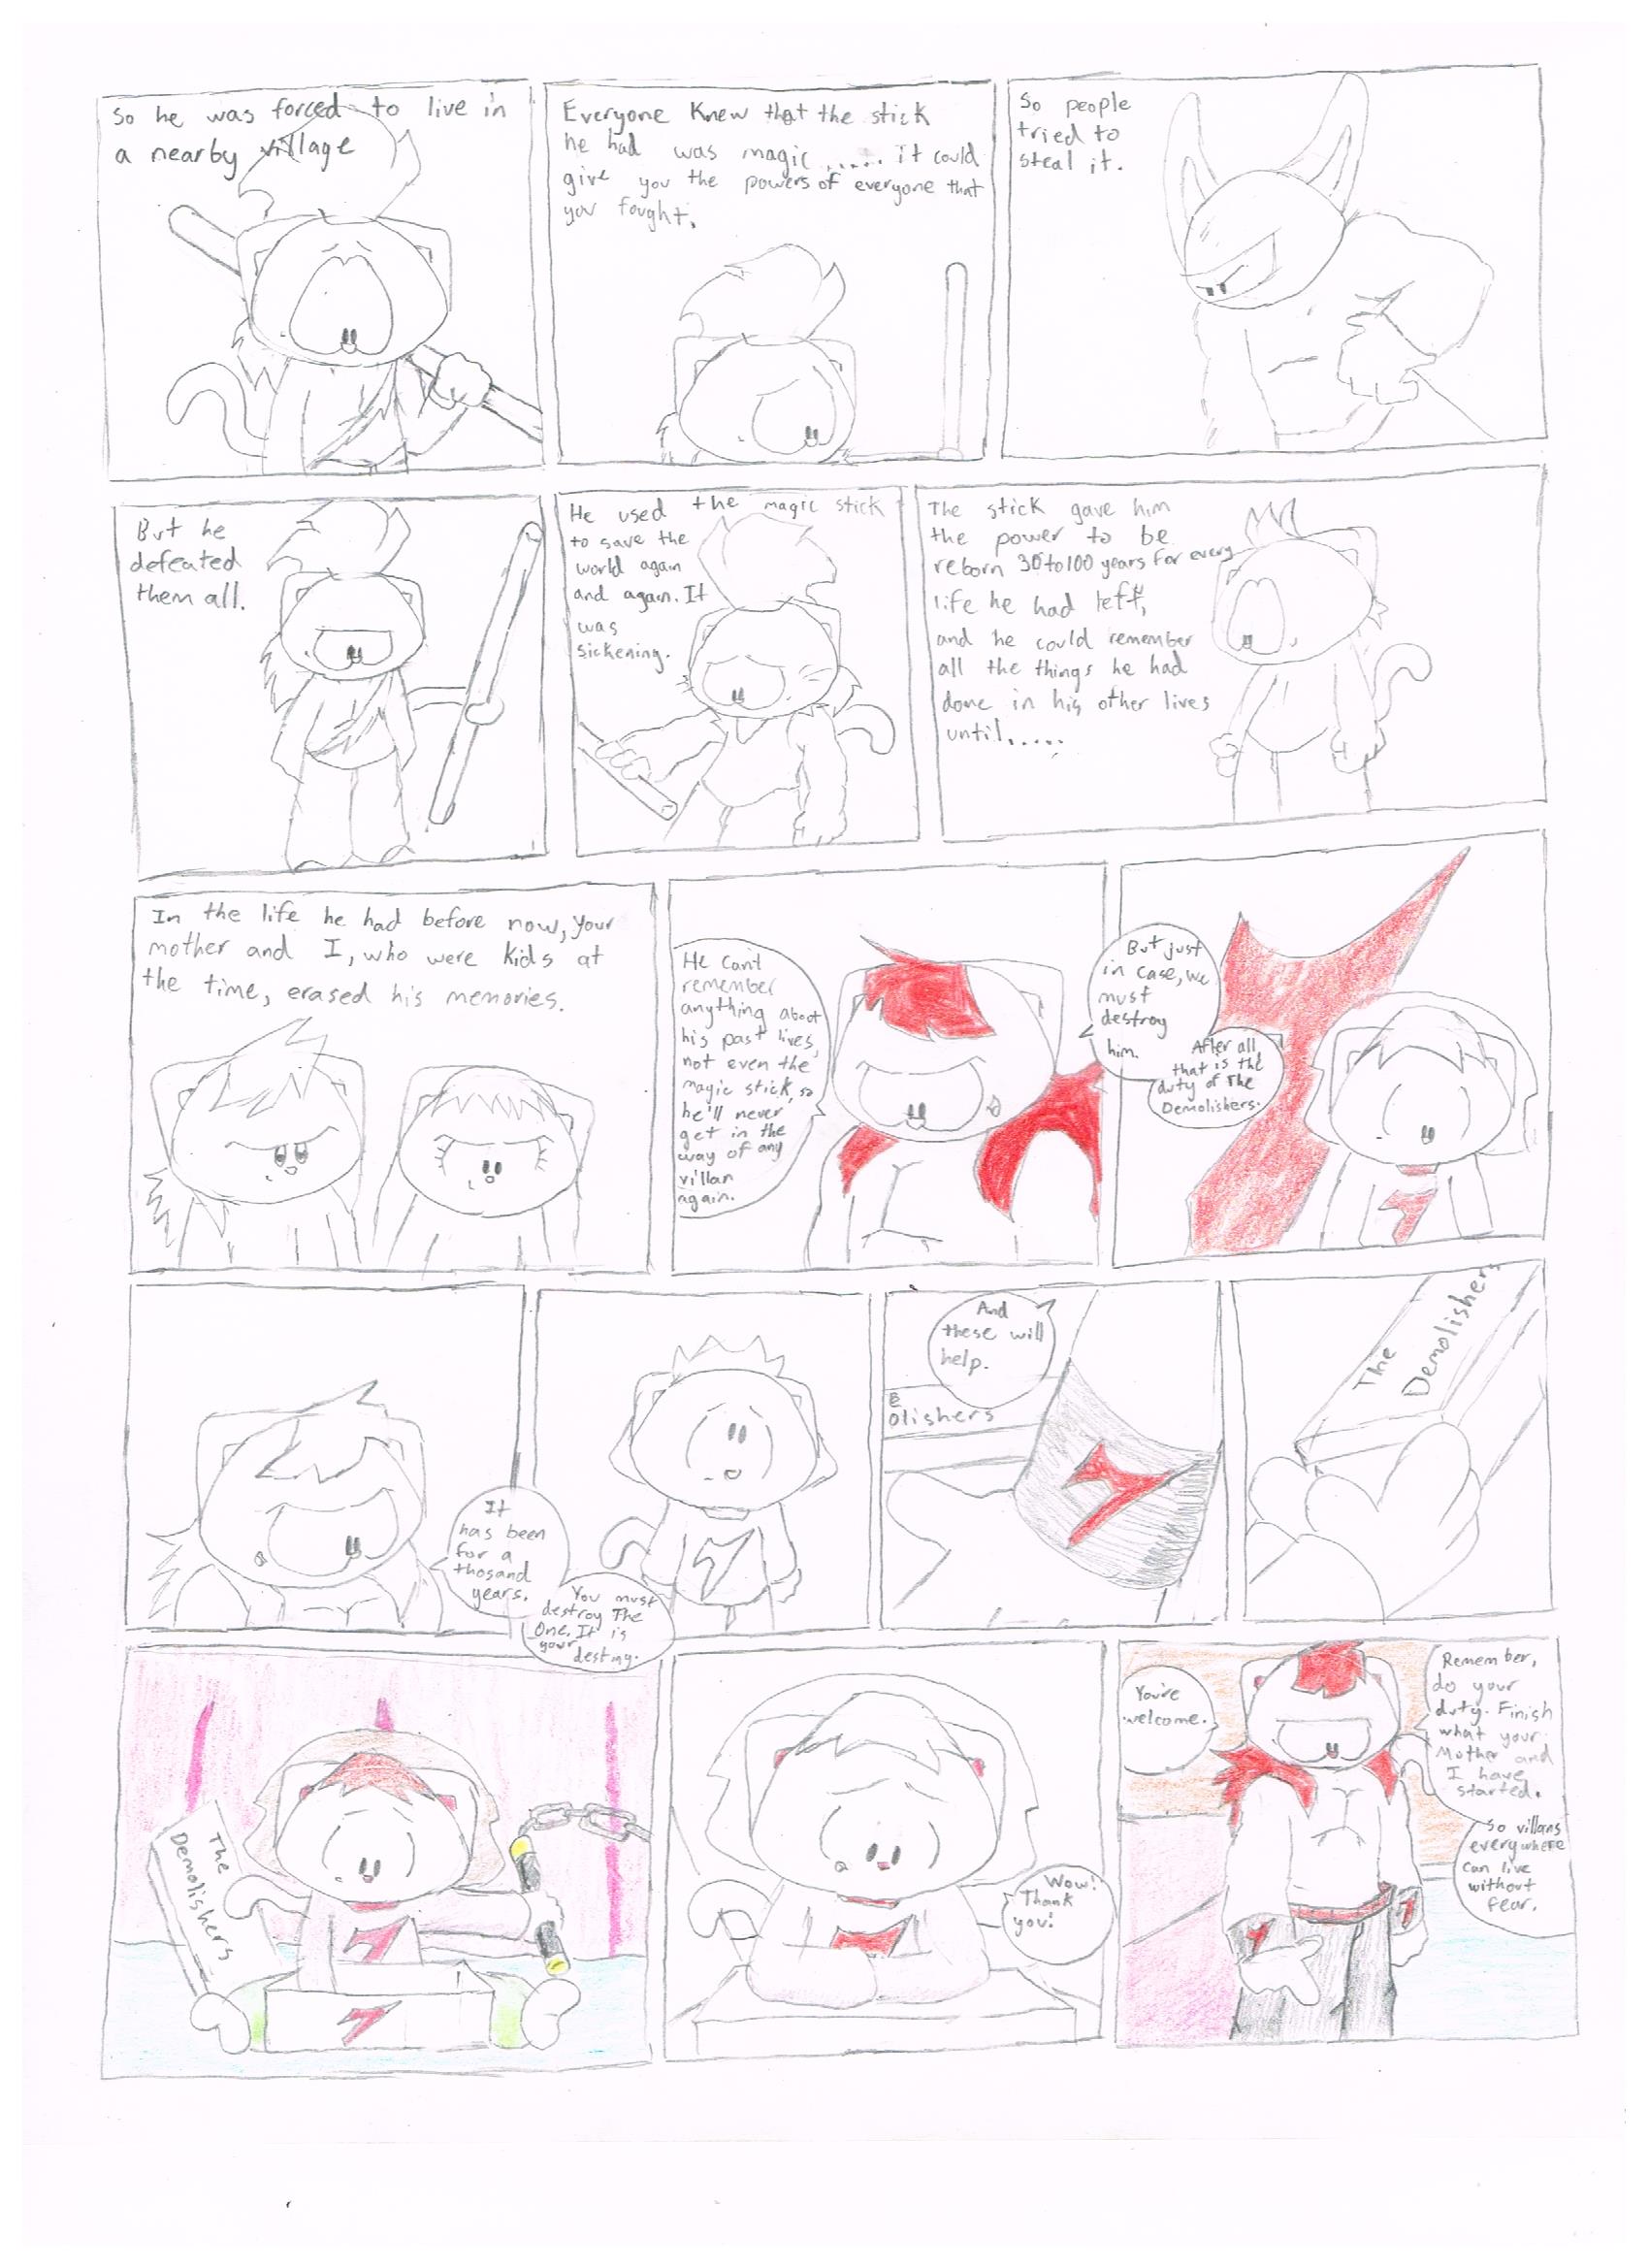 So he was forced to live in
a nearby village
Everyone knew that the stick
he had was magic ..... it could
give you the powers of everyone that
you fought.
So people
tried to
steal it.
But he
defeated
them all.
He used the magic stick
to save the
world again
and again. It
was
sickening.
The stick gave him
the power to be
reborn 30 to 100 years for every
life he had left,
and he could remember
all the things he had
done in his other lives
until.....
In the life he had before now, your
mother and I, who were kids at
the time, erased his memories.
He can't
remember
anything about
his past lives,
not even the
magic stick, so
he'll never
get in the
way of any
villan
again.
But just
in case, we
must
destroy
him.
After all
that is the
duty of The
Demolishers.
It
has been
for a
thosand
years.
You must
destroy The
One. It is
your
destiny.
And
these will
help.
e
olishers
The
Demolishers
The
Demolishers
Wow!
Thank
you!
You're
welcome.
Remember,
do your
duty. Finish
what your
Mother and
I have
started.
So villans
everywhere
can live
without
fear.